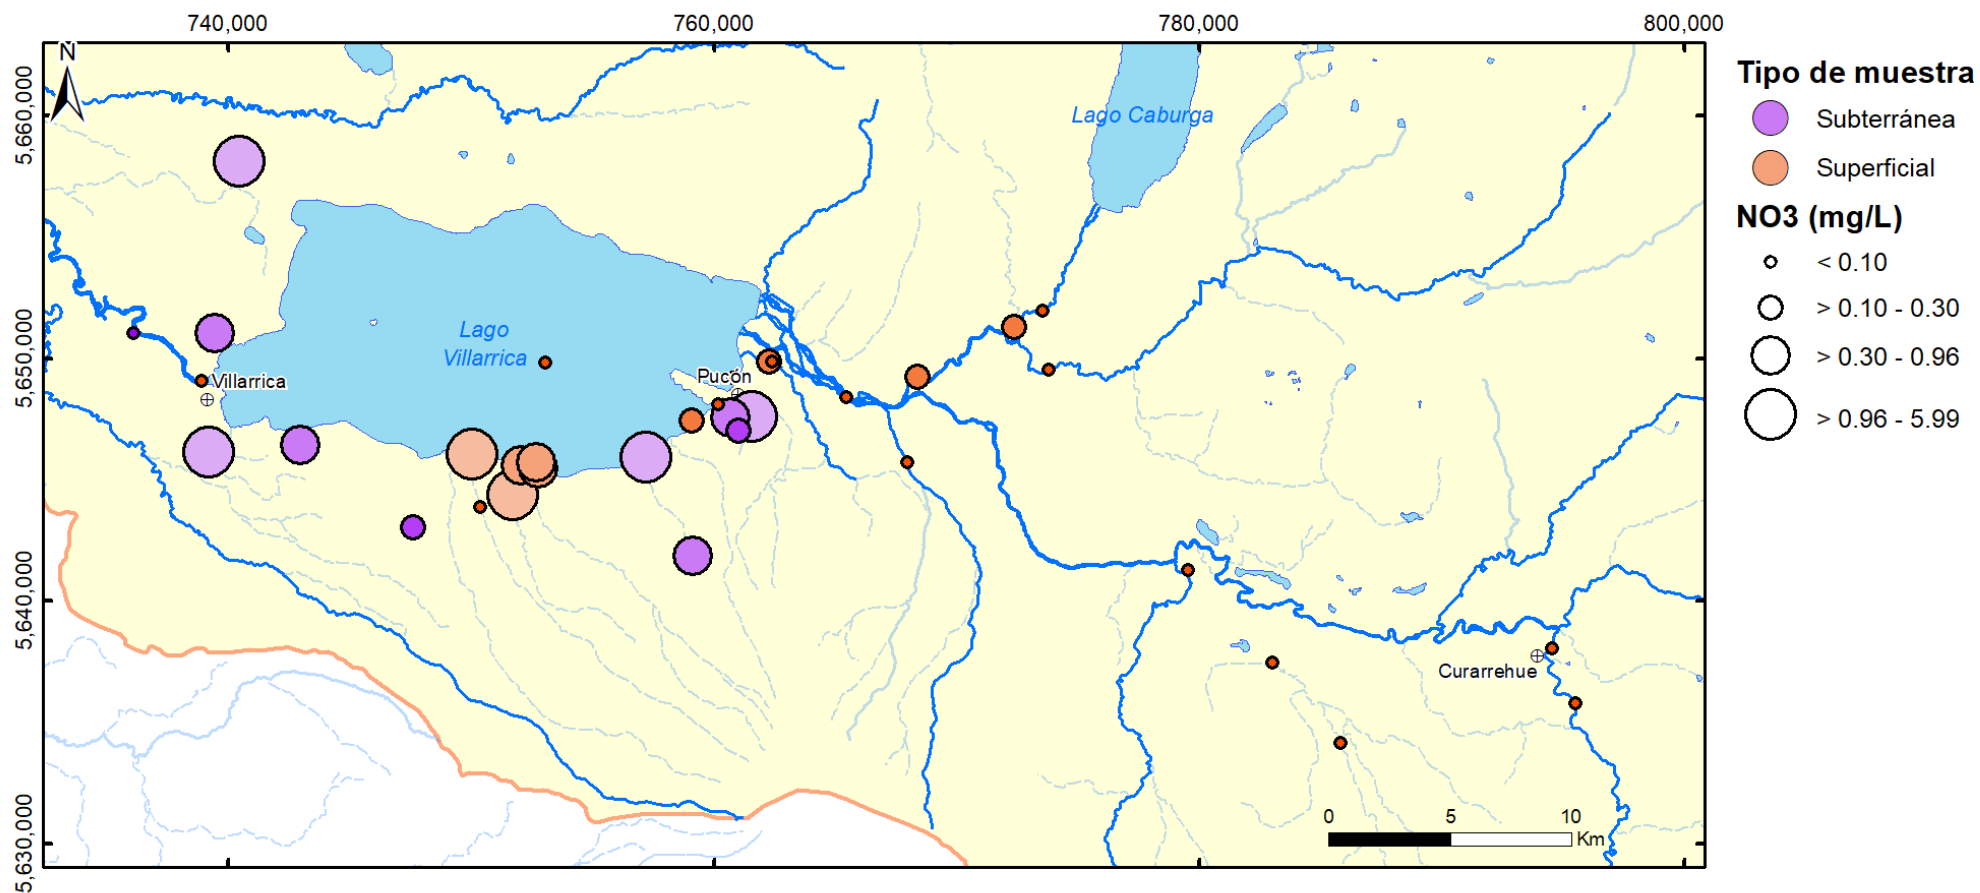 740,000
760,000
780,000
800,000
N
5,660,000
5,650,000
5,640,000
5,630,000
Lago Caburga
Lago
Villarrica
Villarrica
Pucón
Curarrehue
0
5
10
Km
Tipo de muestra
Subterránea
Superficial
NO3 (mg/L)
< 0.10
> 0.10 - 0.30
> 0.30 - 0.96
> 0.96 - 5.99